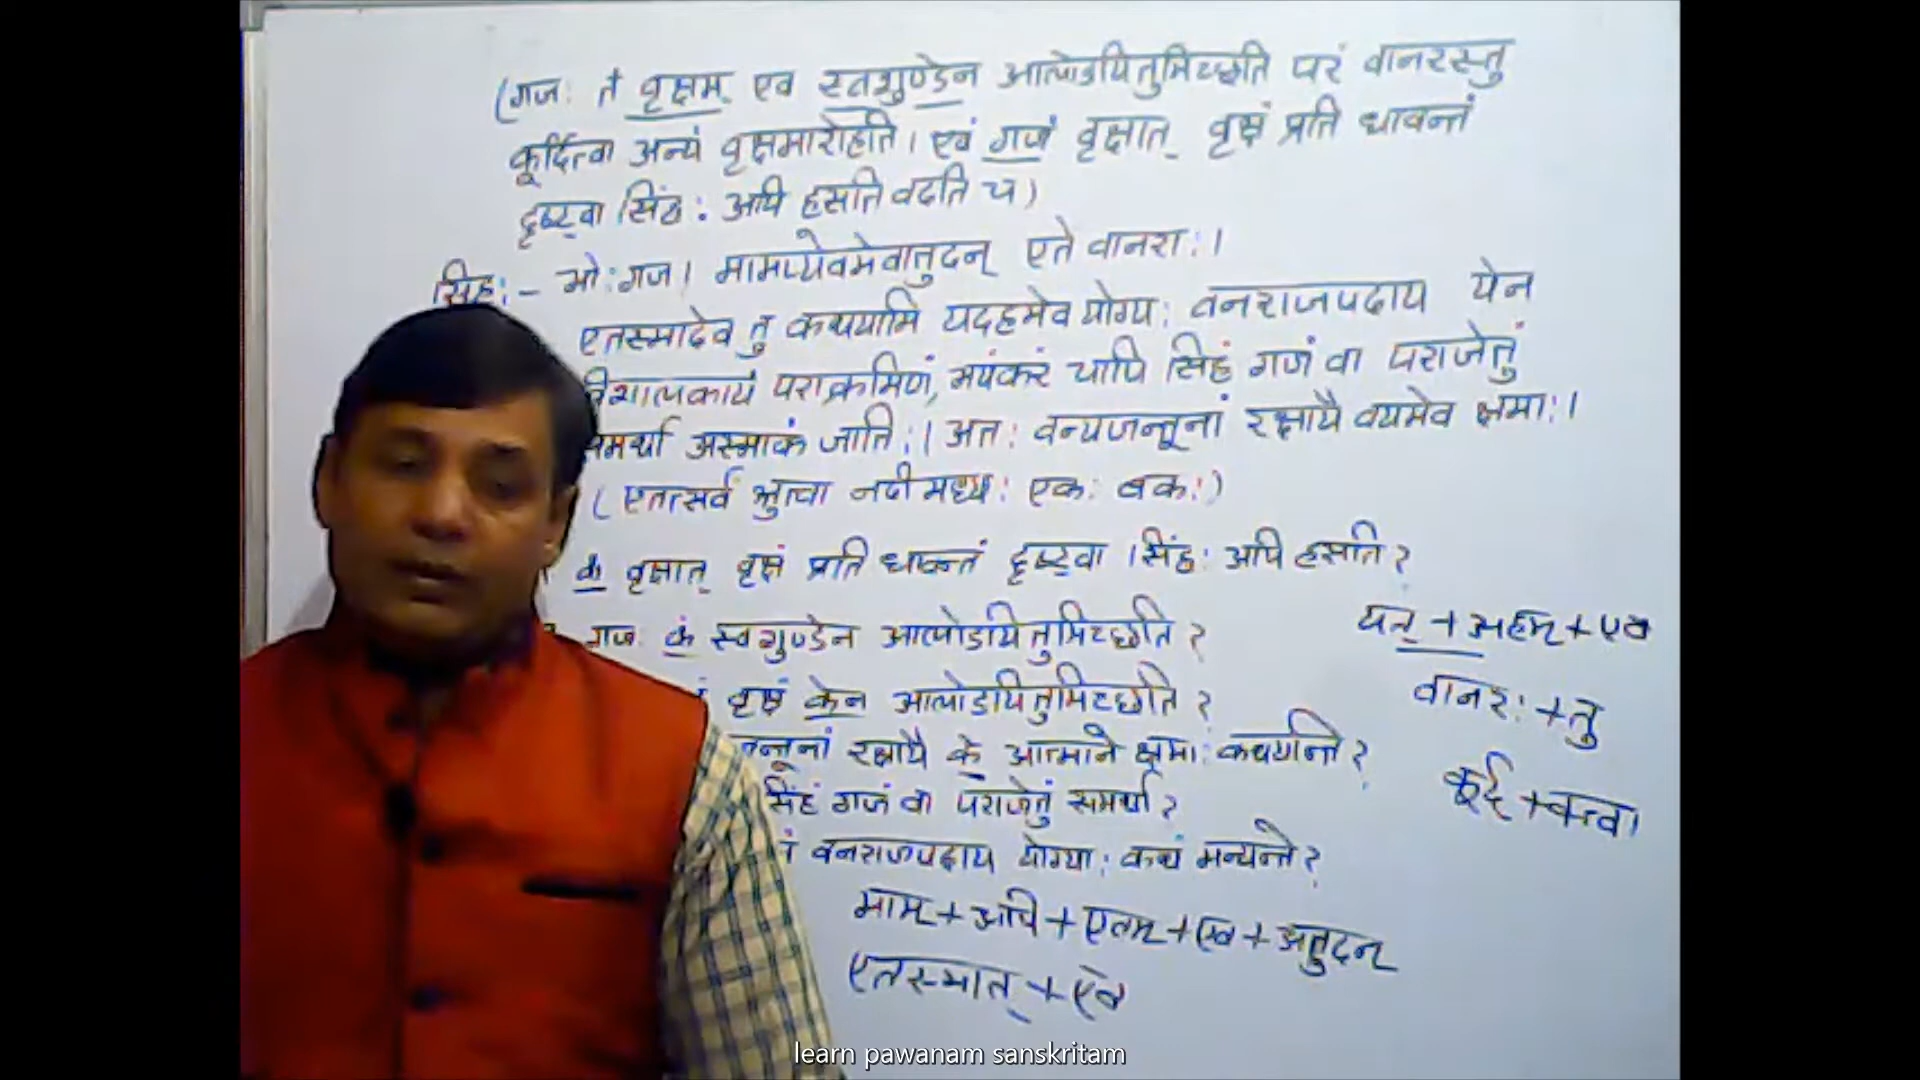 (गजः तं वृक्षम् एव स्वशुण्डेन आलोडयितुमिच्छति परं वानरस्तु
कूर्दित्वा अन्यं वृक्षमारोहति। एवं गजं वृक्षात् वृक्षं प्रति धावन्तं
दृष्ट्वा सिंहः अपि हसति वदति च)
सिंहः- भोः गज। मामप्येवमेवातुदन् एते वानराः।
एतस्मादेव तु कथयामि यदहमेव योग्यः वनराजपदाय येन
विशालकायं पराक्रमिणं, भयंकरं चापि सिंहं गजं वा पराजेतुं
समर्था अस्माकं जातिः। अतः वन्यजन्तूनां रक्षायै वयमेव क्षमाः।
(एतत्सर्वं श्रुत्वा नदीमध्यः एकः बकः)
कं वृक्षात् वृक्षं प्रति धावन्तं दृष्ट्वा सिंहः अपि हसति?
गजः कं स्वशुण्डेन आलोडयितुमिच्छति?
वृक्षं केन आलोडयितुमिच्छति?
रक्षायै के आत्मानं क्षमाः कथयन्ति?
सिंहं गजं वा पराजेतुं समर्था?
वनराजपदाय योग्याः कथं मन्यन्ते?
यत् + अहम् + एव
वानरः + तु
कूर्द + क्त्वा
माम् + अपि + एवम् + एव + अतुदन्
एतस्मात् + एव
learn pawanam sanskritam